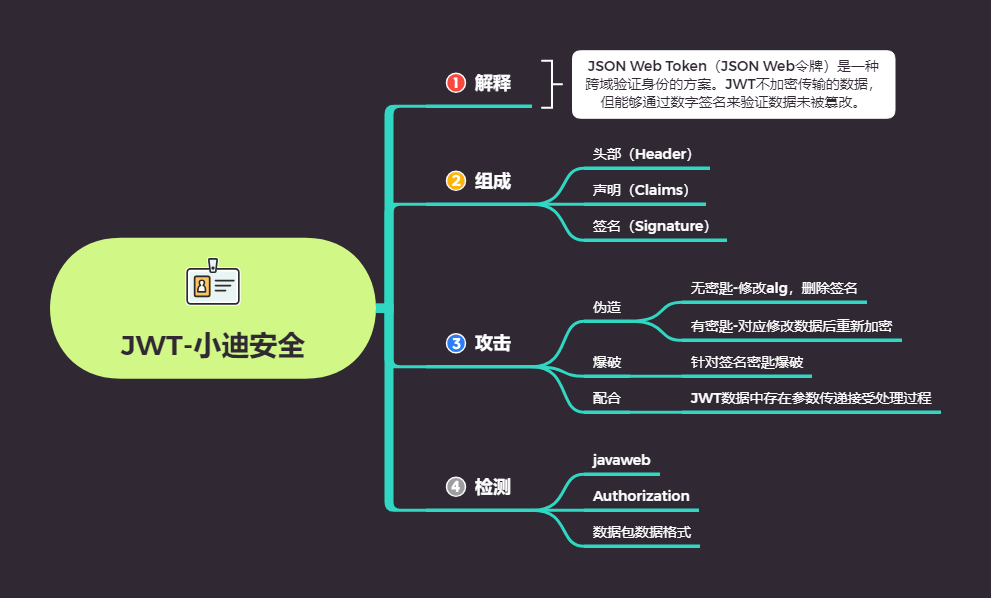 JWT-小迪安全
1 解释
JSON Web Token（JSON Web令牌）是一种
跨域验证身份的方案。JWT不加密传输的数据，
但能够通过数字签名来验证数据未被篡改。
2 组成
头部（Header）
声明（Claims）
签名（Signature）
3 攻击
伪造
无密匙-修改alg，删除签名
有密匙-对应修改数据后重新加密
爆破
针对签名密匙爆破
配合
JWT数据中存在参数传递接受处理过程
4 检测
javaweb
Authorization
数据包数据格式